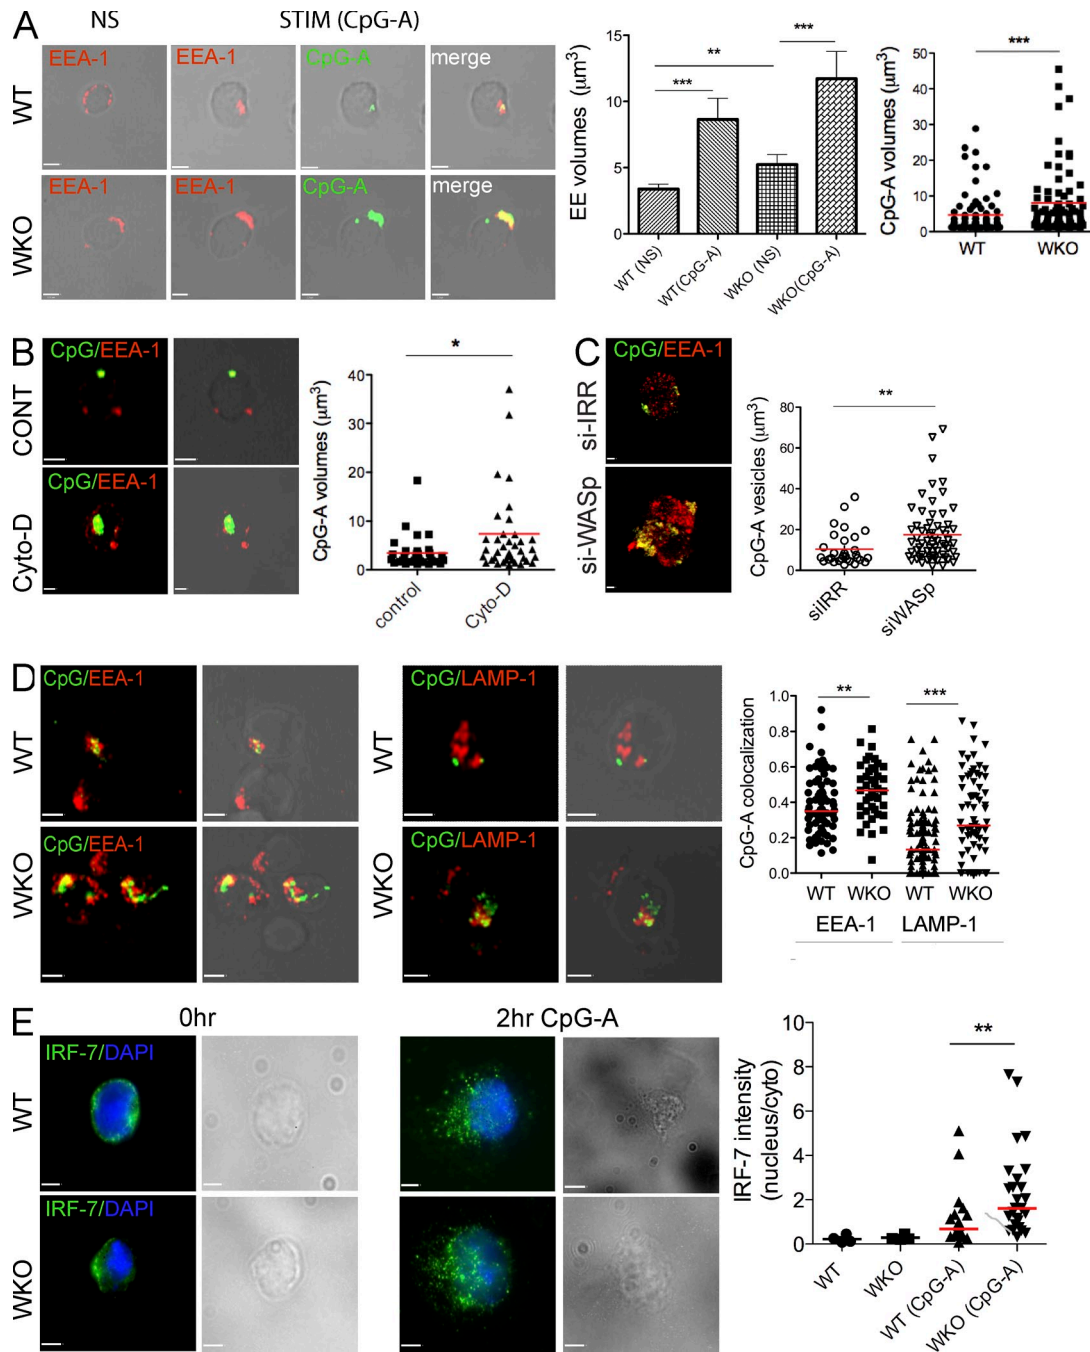 A
NS
STIM (CpG-A)
WT
EEA-1
EEA-1
CpG-A
merge
WKO
EEA-1
EEA-1
CpG-A
merge
EE volumes (μm³)
15
10
5
0
**
***
***
WT (NS)
WT(CpG-A)
WKO (NS)
WKO(CpG-A)
CpG-A volumes (μm³)
50
40
30
20
10
0
***
WT
WKO
B
CONT
CpG/EEA-1
Cyto-D
CpG/EEA-1
CpG-A volumes (μm³)
40
30
20
10
0
*
control
Cyto-D
C
si-IRR
CpG/EEA-1
si-WASp
CpG-A vesicles (μm³)
80
60
40
20
0
**
siIRR
siWASp
D
WT
CpG/EEA-1
WKO
CpG/EEA-1
WT
CpG/LAMP-1
WKO
CpG/LAMP-1
CpG-A colocalization
1.0
0.8
0.6
0.4
0.2
0.0
**
***
WT
WKO
WT
WKO
EEA-1
LAMP-1
E
0hr
2hr CpG-A
WT
IRF-7/DAPI
WKO
IRF-7/DAPI
IRF-7 intensity
(nucleus/cyto)
10
8
6
4
2
0
**
WT
WKO
WT (CpG-A)
WKO (CpG-A)